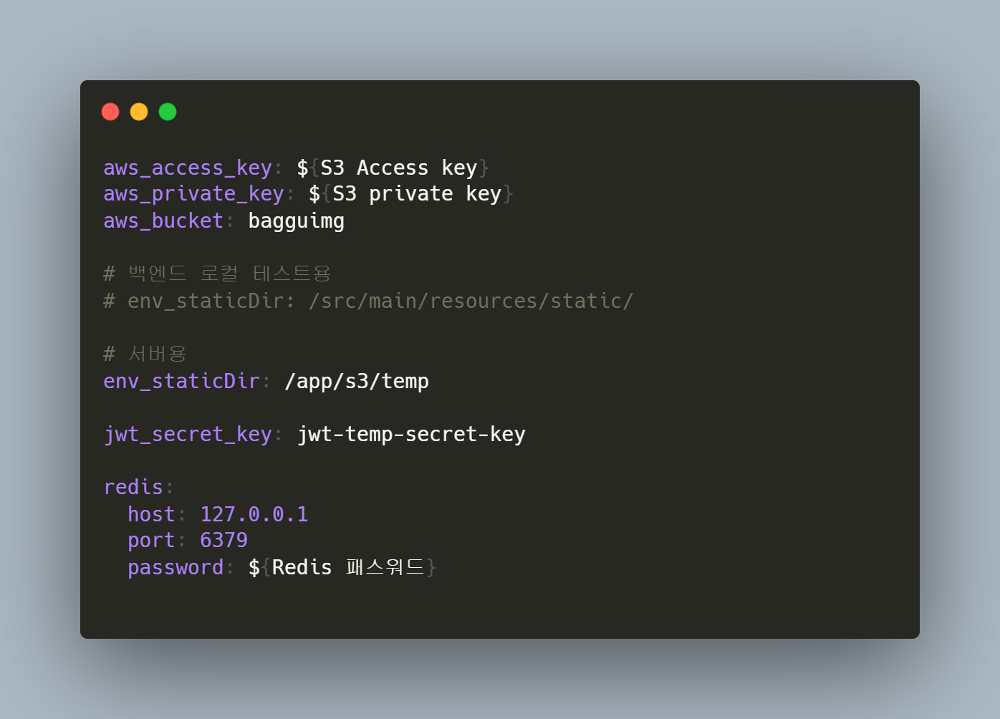 aws_access_key: ${S3 Access key}
aws_private_key: ${S3 private key}
aws_bucket: bagguimg
# 백엔드 로컬 테스트용
# env_staticDir: /src/main/resources/static/
# 서버용
env_staticDir: /app/s3/temp
jwt_secret_key: jwt-temp-secret-key
redis:
  host: 127.0.0.1
  port: 6379
  password: ${Redis 패스워드}